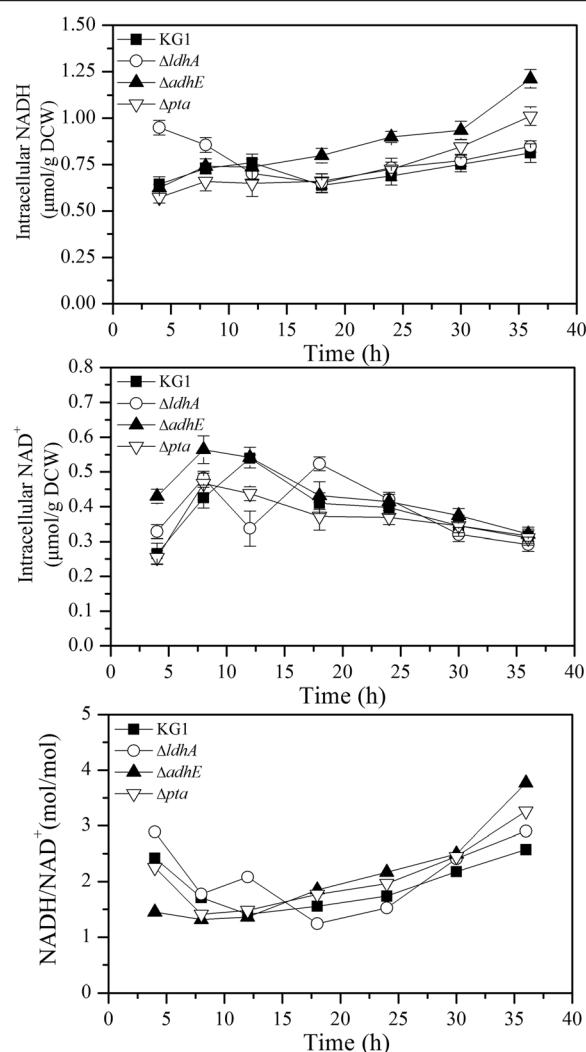 Intracellular NADH
(μmol/g DCW)
1.50
1.25
1.00
0.75
0.50
0.25
0.00
KG1
ΔldhA
ΔadhE
Δpta
0 5 10 15 20 25 30 35 40
Time (h)
Intracellular NAD+
(μmol/g DCW)
0.8
0.7
0.6
0.5
0.4
0.3
0.2
0.1
0.0
KG1
ΔldhA
ΔadhE
Δpta
0 5 10 15 20 25 30 35 40
Time (h)
NADH/NAD+(mol/mol)
5
4
3
2
1
0
KG1
ΔldhA
ΔadhE
Δpta
0 5 10 15 20 25 30 35 40
Time (h)